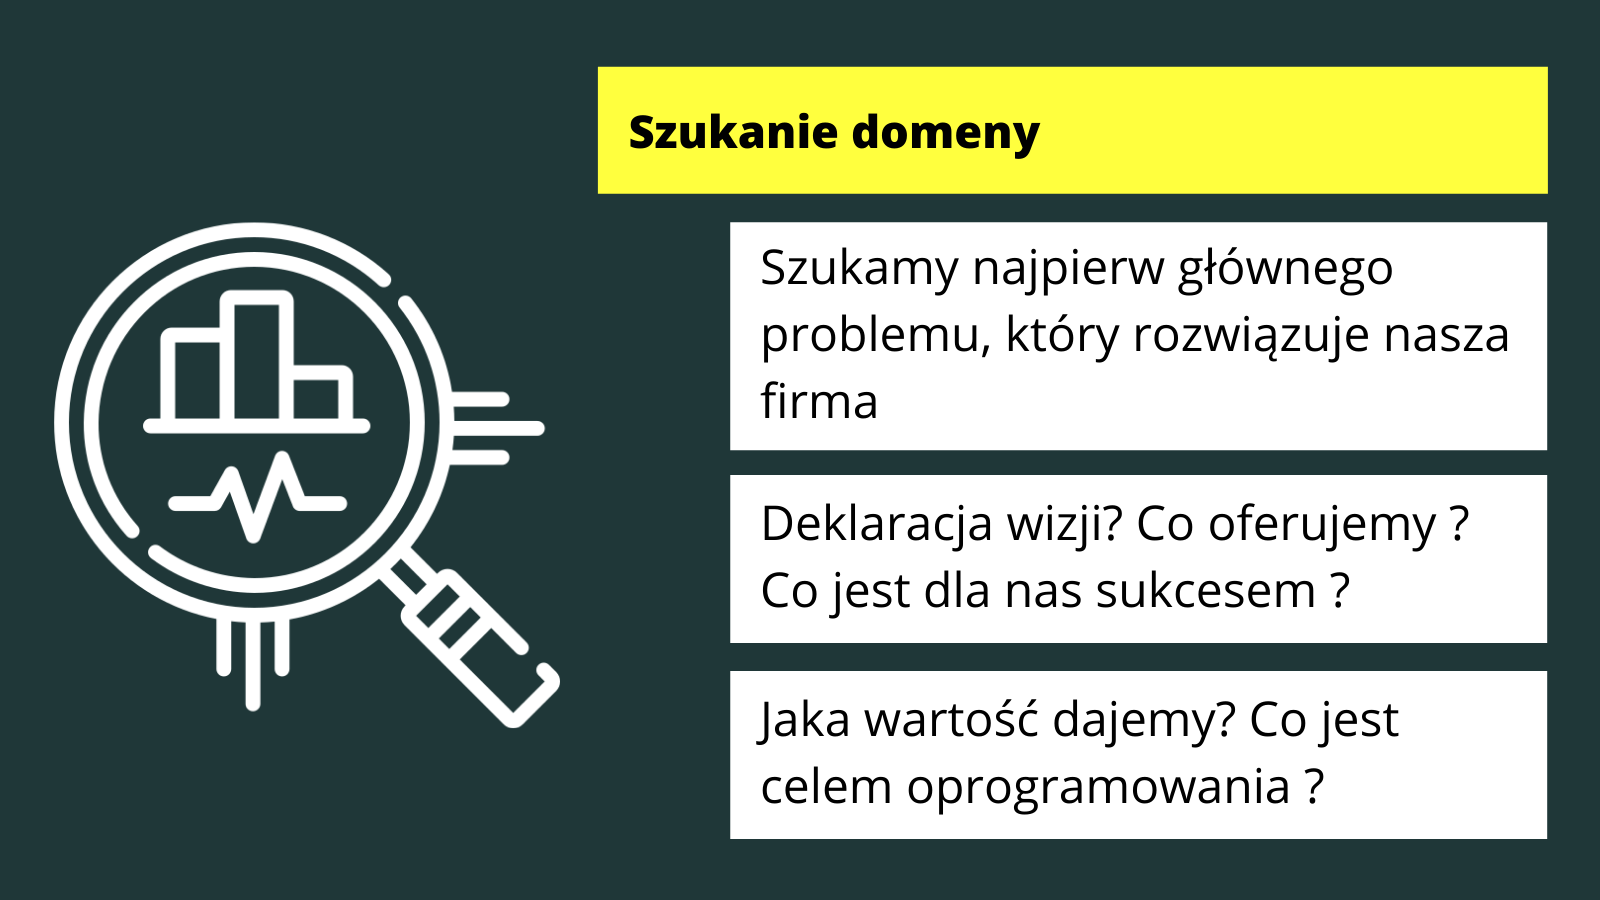 Szukanie domeny
Szukamy najpierw głównego
problemu, który rozwiązuje nasza
firma
Deklaracja wizji? Co oferujemy ?
Co jest dla nas sukcesem ?
Jaka wartość dajemy? Co jest
celem oprogramowania ?